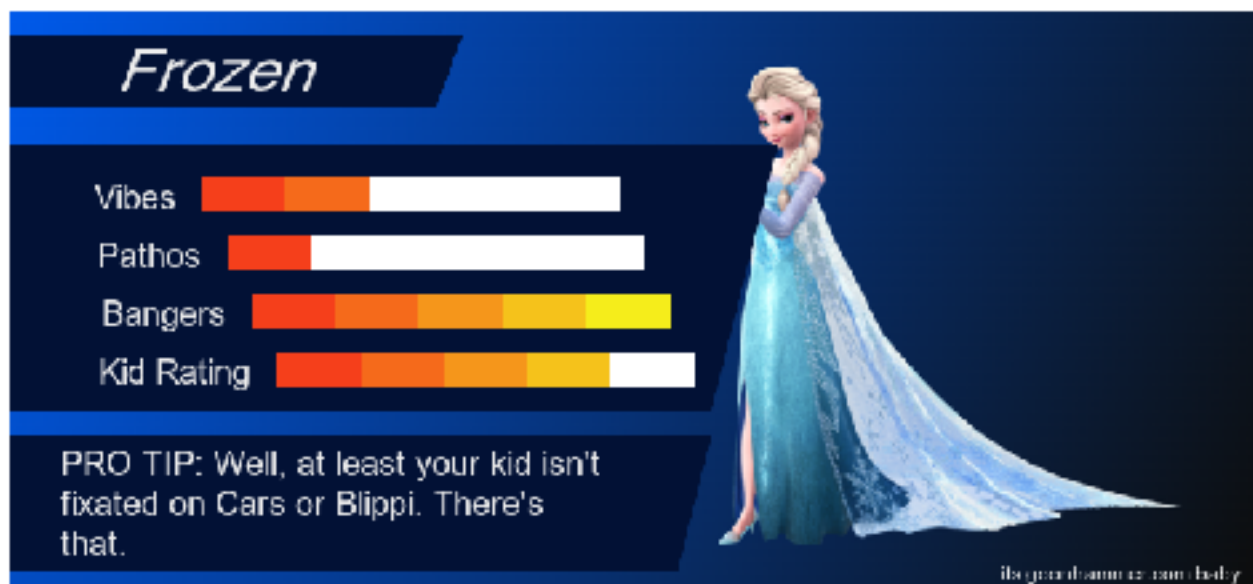 Frozen
Vibes
Pathos
Bangers
Kid Rating
PRO TIP: Well, at least your kid isn't
fixated on Cars or Blippi. There's
that.